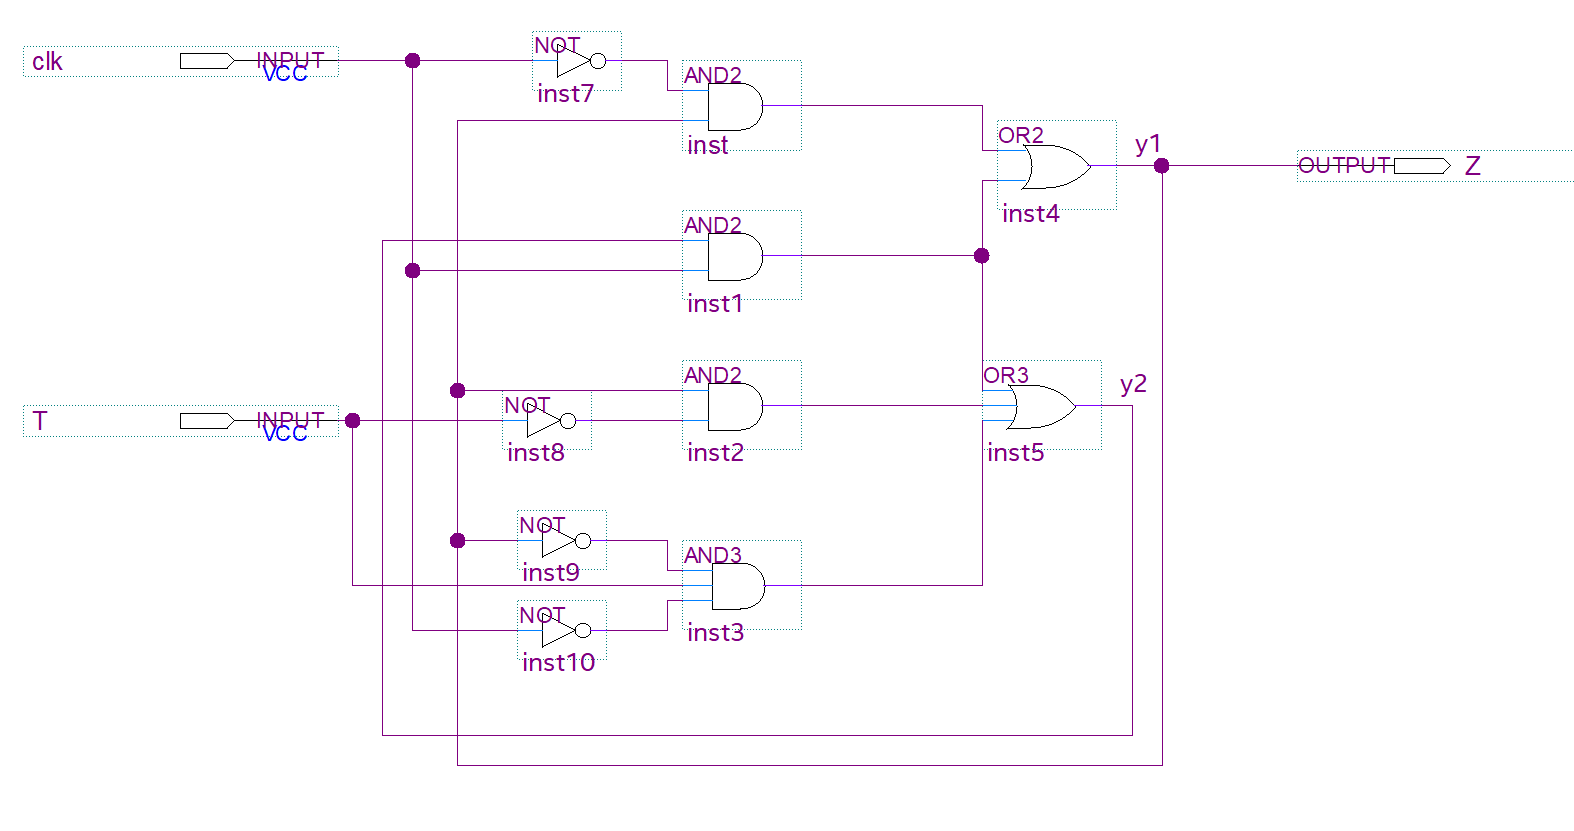 clk
INPUT
VCC
NOT
inst7
AND2
inst
OR2
inst4
y1
OUTPUT
Z
AND2
inst1
AND2
inst2
OR3
inst5
y2
T
INPUT
VCC
NOT
inst8
NOT
inst9
AND3
inst3
NOT
inst10